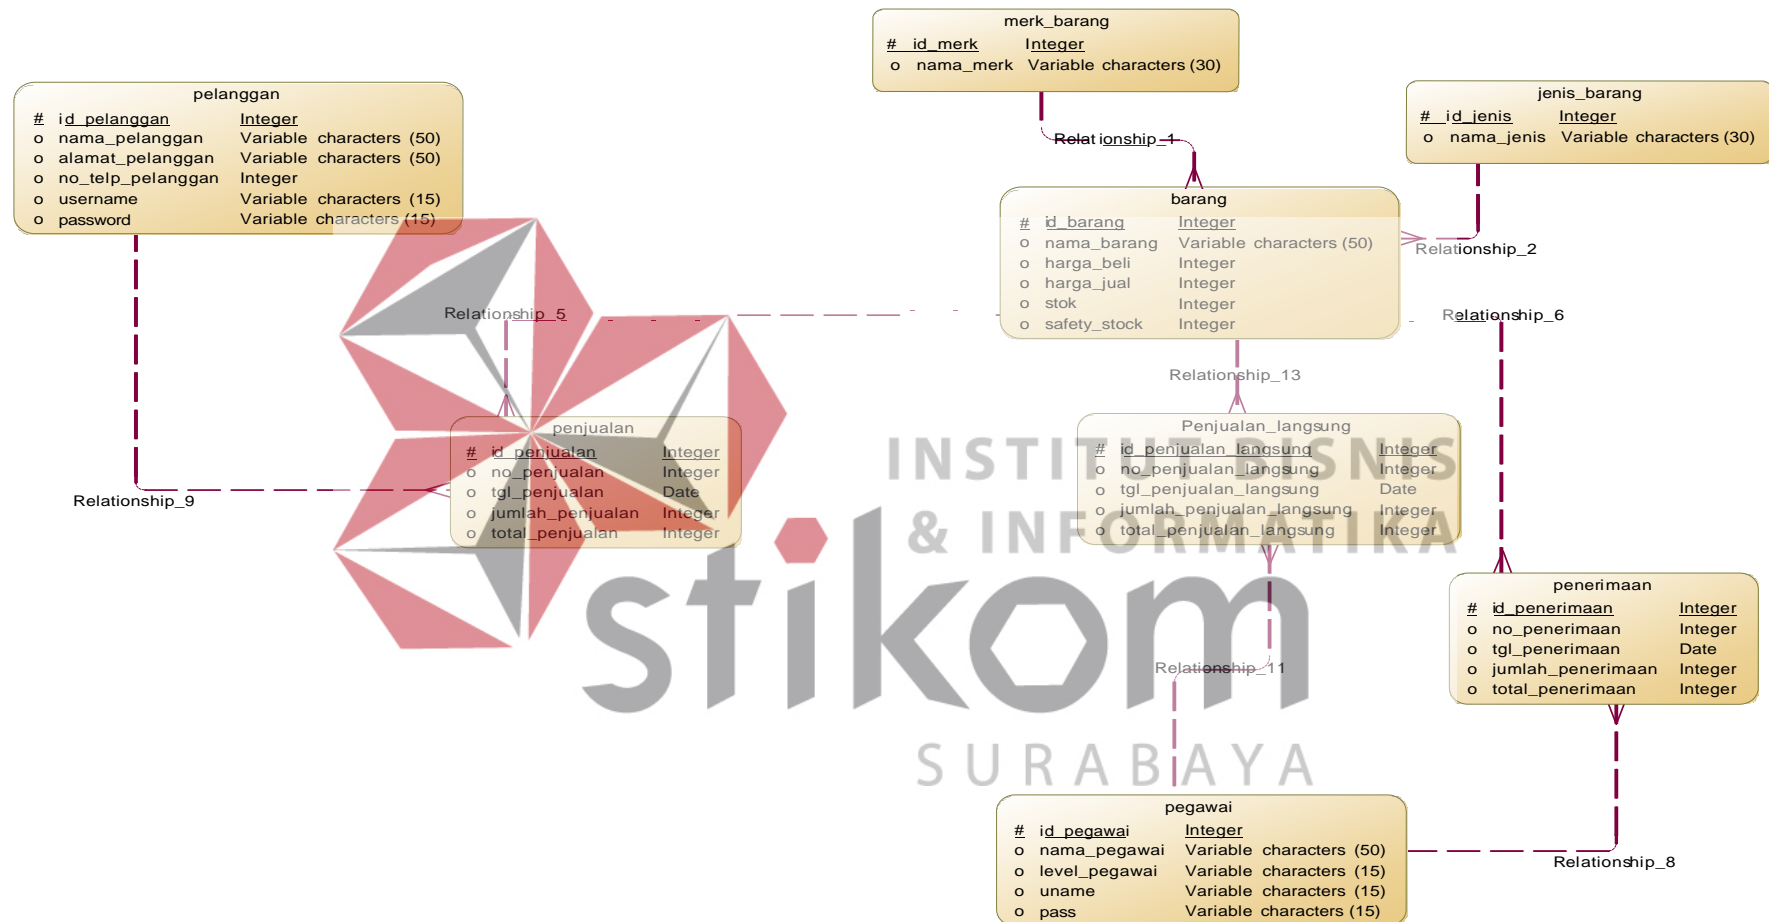 merk_barang
# id_merk Integer
o nama_merk Variable characters (30)
pelanggan
# id_pelanggan Integer
o nama_pelanggan Variable characters (50)
o alamat_pelanggan Variable characters (50)
o no_telp_pelanggan Integer
o username Variable characters (15)
o password Variable characters (15)
jenis_barang
# id_jenis Integer
o nama_jenis Variable characters (30)
Relationship_1
barang
# id_barang Integer
o nama_barang Variable characters (50)
o harga_beli Integer
o harga_jual Integer
o stok Integer
o safety_stock Integer
Relationship_2
Relationship_5
Relationship_6
Relationship_13
penjualan
# id_penjualan Integer
o no_penjualan Integer
o tgl_penjualan Date
o jumlah_penjualan Integer
o total_penjualan Integer
Penjualan_langsung
# id_penjualan_langsung Integer
o no_penjualan_langsung Integer
o tgl_penjualan_langsung Date
o jumlah_penjualan_langsung Integer
o total_penjualan_langsung Integer
Relationship_9
INSTITUT BISNIS
& INFORMATIKA
stikom
SURABAYA
penerimaan
# id_penerimaan Integer
o no_penerimaan Integer
o tgl_penerimaan Date
o jumlah_penerimaan Integer
o total_penerimaan Integer
Relationship_11
pegawai
# id_pegawai Integer
o nama_pegawai Variable characters (50)
o level_pegawai Variable characters (15)
o uname Variable characters (15)
o pass Variable characters (15)
Relationship_8